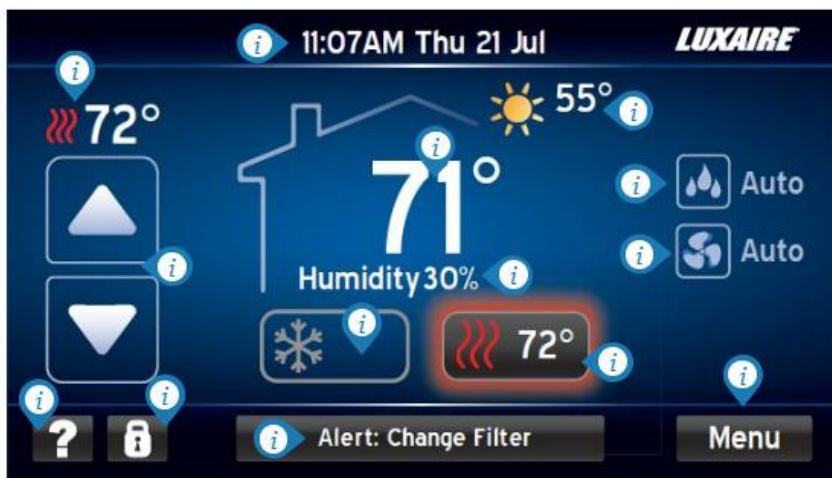 11:07AM Thu 21 Jul
LUXAIRE
72°
55°
71°
Auto
Auto
Humidity 30%
72°
?
Alert: Change Filter
Menu
i
i
i
i
i
i
i
i
i
i
i
i
i
i